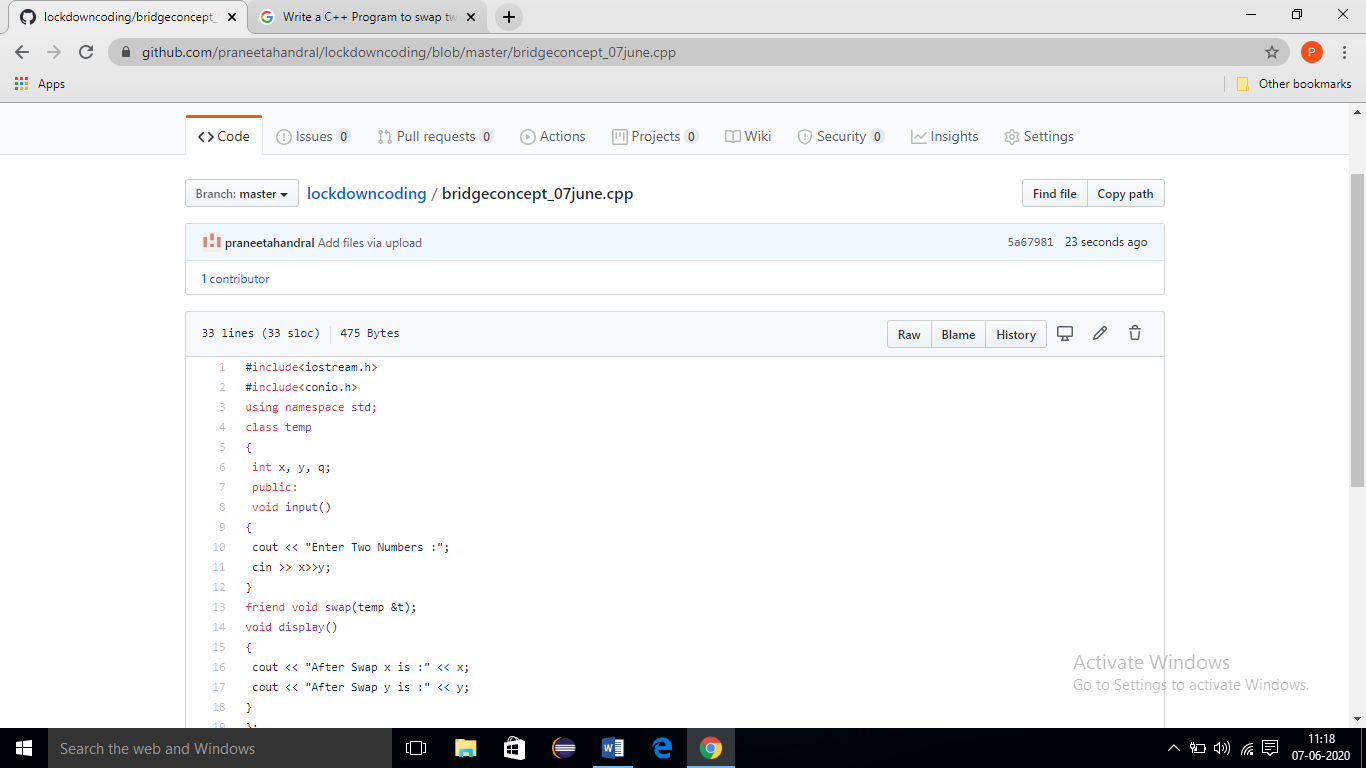 lockdowncoding/bridgeconcept_
Write a C++ Program to swap tw
github.com/praneetahandral/lockdowncoding/blob/master/bridgeconcept_07june.cpp
P
Apps
Other bookmarks
Code
Issues 0
Pull requests 0
Actions
Projects 0
Wiki
Security 0
Insights
Settings
Branch: master
lockdowncoding / bridgeconcept_07june.cpp
Find file
Copy path
praneetahandral Add files via upload
5a67981 23 seconds ago
1 contributor
33 lines (33 sloc) 475 Bytes
Raw
Blame
History
1 #include<iostream.h>
2 #include<conio.h>
3 using namespace std;
4 class temp
5 {
6 int x, y, q;
7 public:
8 void input()
9 {
10 cout << "Enter Two Numbers :";
11 cin >> x>>y;
12 }
13 friend void swap(temp &t);
14 void display()
15 {
16 cout << "After Swap x is :" << x;
17 cout << "After Swap y is :" << y;
18 }
19 };
Activate Windows
Go to Settings to activate Windows.
Search the web and Windows
11:18
07-06-2020